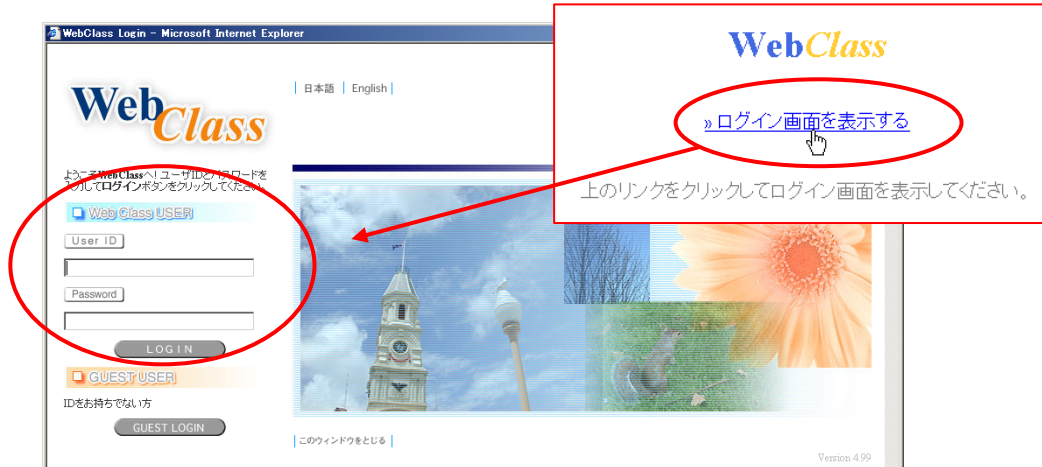 WebClass Login - Microsoft Internet Explorer
WebClass
» ログイン画面を表示する
上のリンクをクリックしてログイン画面を表示してください。
WebClass
日本語 | English
ようこそWebClassへ! ユーザIDとパスワードを
入力してログインボタンをクリックしてください。
Web Class USER
User ID
Password
LOGIN
GUEST USER
IDをお持ちでない方
GUEST LOGIN
このウィンドウをとじる
Version 4.99